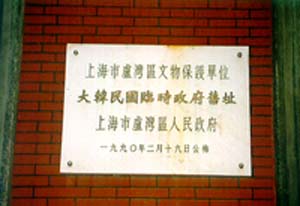 上海市盧灣區文物保護單位
大韓民國臨時政府舊址
上海市盧灣區人民政府
一九九〇年二月十九日公佈